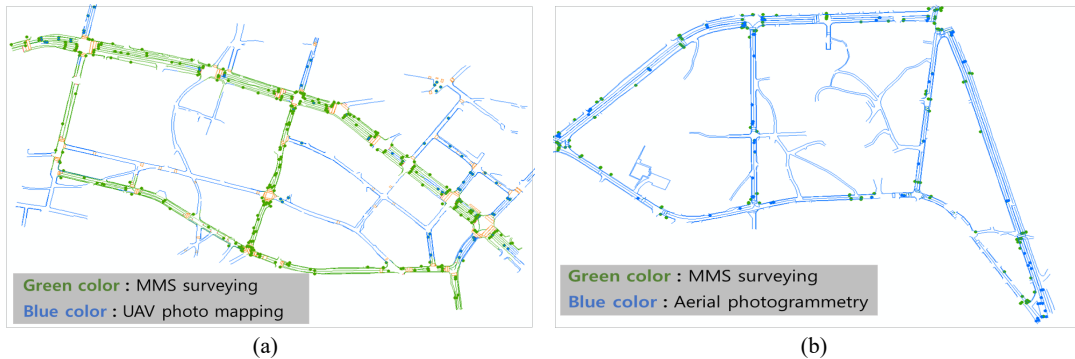 Green color : MMS surveying
Blue color : UAV photo mapping
(a)
Green color : MMS surveying
Blue color : Aerial photogrammetry
(b)